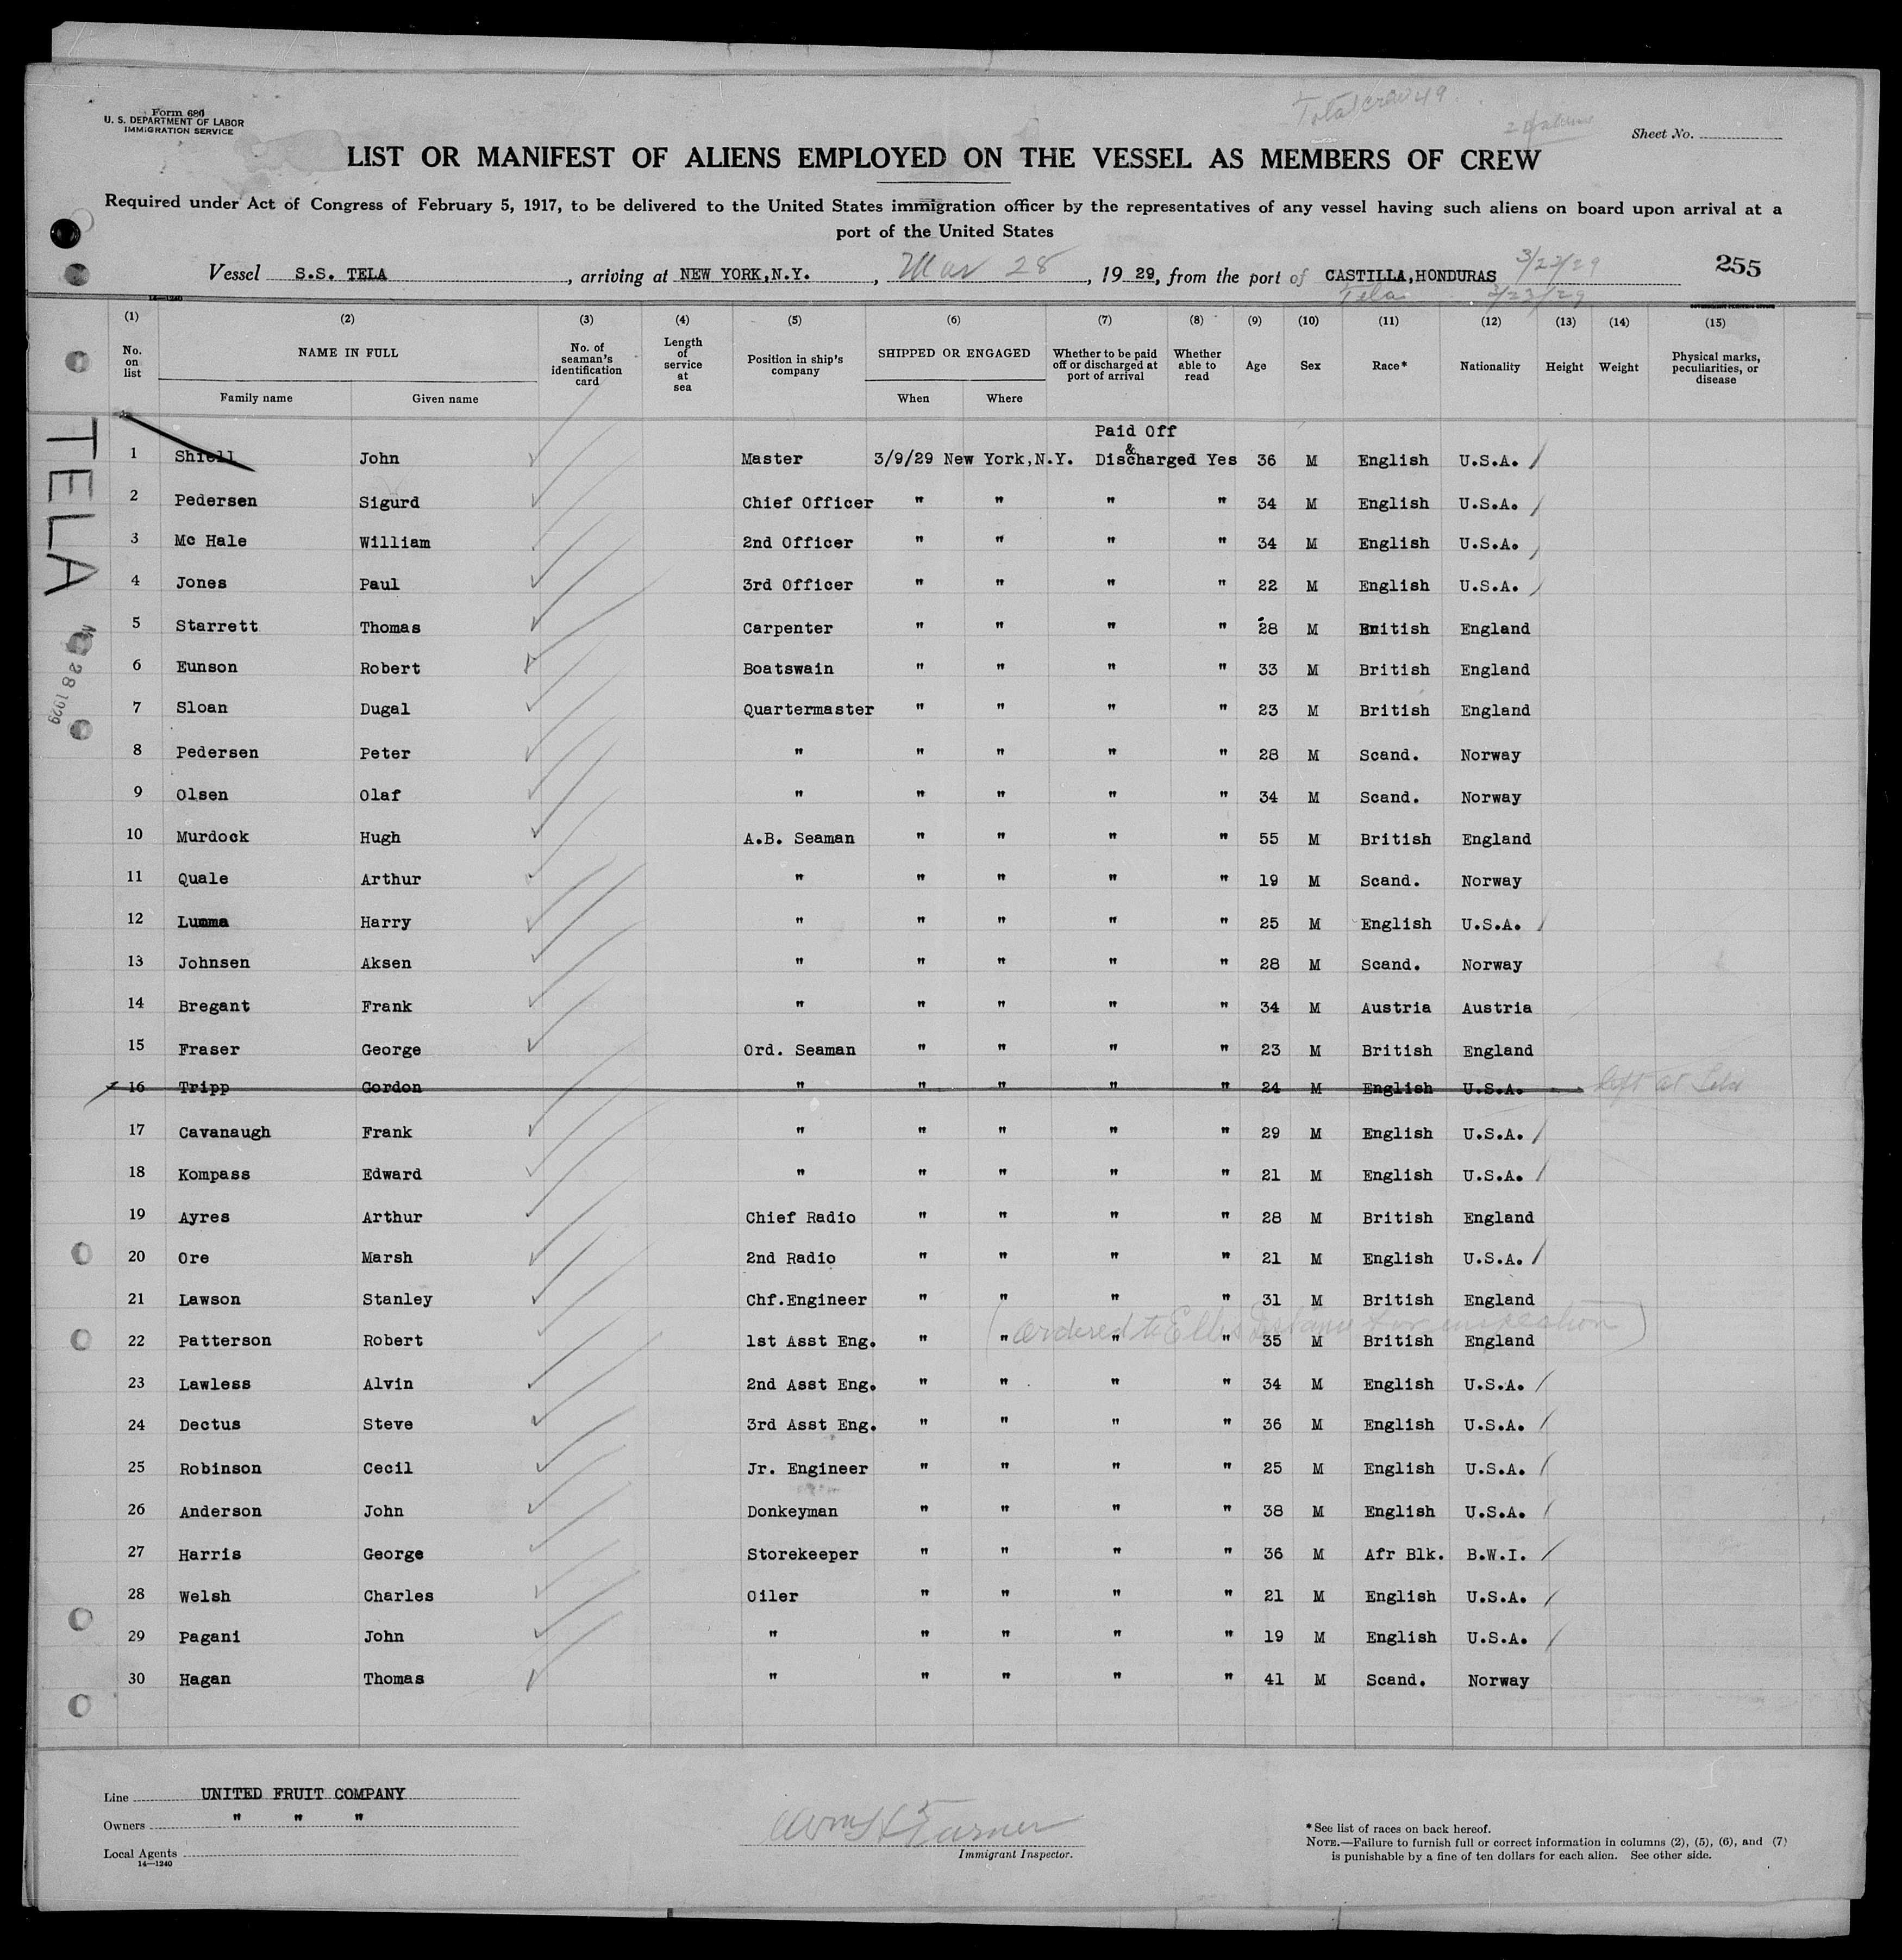 Form 680
U. S. DEPARTMENT OF LABOR
IMMIGRATION SERVICE
Total crew 49
Sheet No.
LIST OR MANIFEST OF ALIENS EMPLOYED ON THE VESSEL AS MEMBERS OF CREW
Required under Act of Congress of February 5, 1917, to be delivered to the United States immigration officer by the representatives of any vessel having such aliens on board upon arrival at a
port of the United States
Vessel S.S. TELA, arriving at NEW YORK,N.Y., Mar 28, 19 29, from the port of CASTILLA,HONDURAS 255
Tela 3/23/29
14-1240
(1) (2) (3) (4) (5) (6) (7) (8) (9) (10) (11) (12) (13) (14) (15)
No. on list NAME IN FULL No. of seaman's identification card Length of service at sea Position in ship's company SHIPPED OR ENGAGED Whether to be paid off or discharged at port of arrival Whether able to read Age Sex Race* Nationality Height Weight Physical marks, peculiarities, or disease
Family name Given name When Where
Paid Off
&
1 Shiell John Master 3/9/29 New York,N.Y. Discharged Yes 36 M English U.S.A.
2 Pedersen Sigurd Chief Officer " " " " 34 M English U.S.A.
3 Mc Hale William 2nd Officer " " " " 34 M English U.S.A.
4 Jones Paul 3rd Officer " " " " 22 M English U.S.A.
5 Starrett Thomas Carpenter " " " " 28 M British England
6 Eunson Robert Boatswain " " " " 33 M British England
7 Sloan Dugal Quartermaster " " " " 23 M British England
8 Pedersen Peter " " " " " 28 M Scand. Norway
9 Olsen Olaf " " " " " 34 M Scand. Norway
10 Murdock Hugh A.B. Seaman " " " " 55 M British England
11 Quale Arthur " " " " " 19 M Scand. Norway
12 Lumma Harry " " " " " 25 M English U.S.A.
13 Johnsen Aksen " " " " " 28 M Scand. Norway
14 Bregant Frank " " " " " 34 M Austria Austria
15 Fraser George Ord. Seaman " " " " 23 M British England
16 Tripp Gordon " " " " " 24 M English U.S.A. left at Tela
17 Cavanaugh Frank " " " " " 29 M English U.S.A.
18 Kompass Edward " " " " " 21 M English U.S.A.
19 Ayres Arthur Chief Radio " " " " 28 M British England
20 Ore Marsh 2nd Radio " " " " 21 M English U.S.A.
21 Lawson Stanley Chf.Engineer " " " " 31 M British England
(ordered to Ellis Island for inspection)
22 Patterson Robert 1st Asst Eng. " " " " 35 M British England
23 Lawless Alvin 2nd Asst Eng. " " " " 34 M English U.S.A.
24 Dectus Steve 3rd Asst Eng. " " " " 36 M English U.S.A.
25 Robinson Cecil Jr. Engineer " " " " 25 M English U.S.A.
26 Anderson John Donkeyman " " " " 38 M English U.S.A.
27 Harris George Storekeeper " " " " 36 M Afr Blk. B.W.I.
28 Welsh Charles Oiler " " " " 21 M English U.S.A.
29 Pagani John " " " " " 19 M English U.S.A.
30 Hagan Thomas " " " " " 41 M Scand. Norway
TELA
28 1929
Line UNITED FRUIT COMPANY
Owners " " "
Local Agents
14-1240
Immigrant Inspector.
* See list of races on back hereof.
NOTE.—Failure to furnish full or correct information in columns (2), (5), (6), and (7)
is punishable by a fine of ten dollars for each alien. See other side.